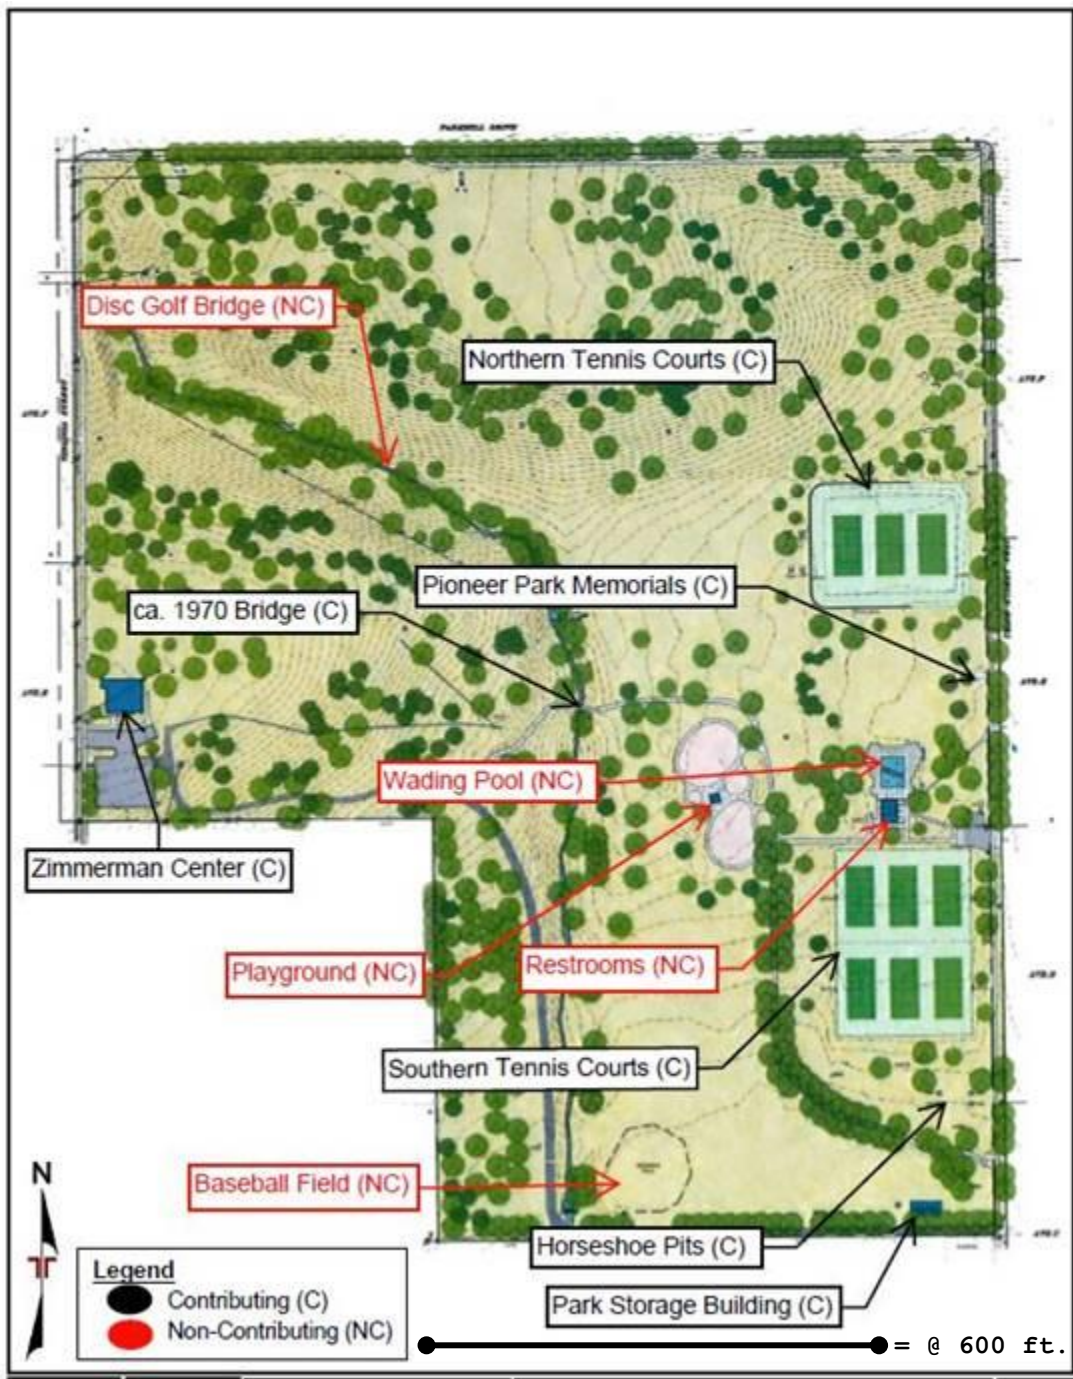 Disc Golf Bridge (NC)
Northern Tennis Courts (C)
Pioneer Park Memorials (C)
ca. 1970 Bridge (C)
Wading Pool (NC)
Zimmerman Center (C)
Playground (NC)
Restrooms (NC)
Southern Tennis Courts (C)
Baseball Field (NC)
Horseshoe Pits (C)
Park Storage Building (C)
N
Legend
Contributing (C)
Non-Contributing (NC)
= @ 600 ft.